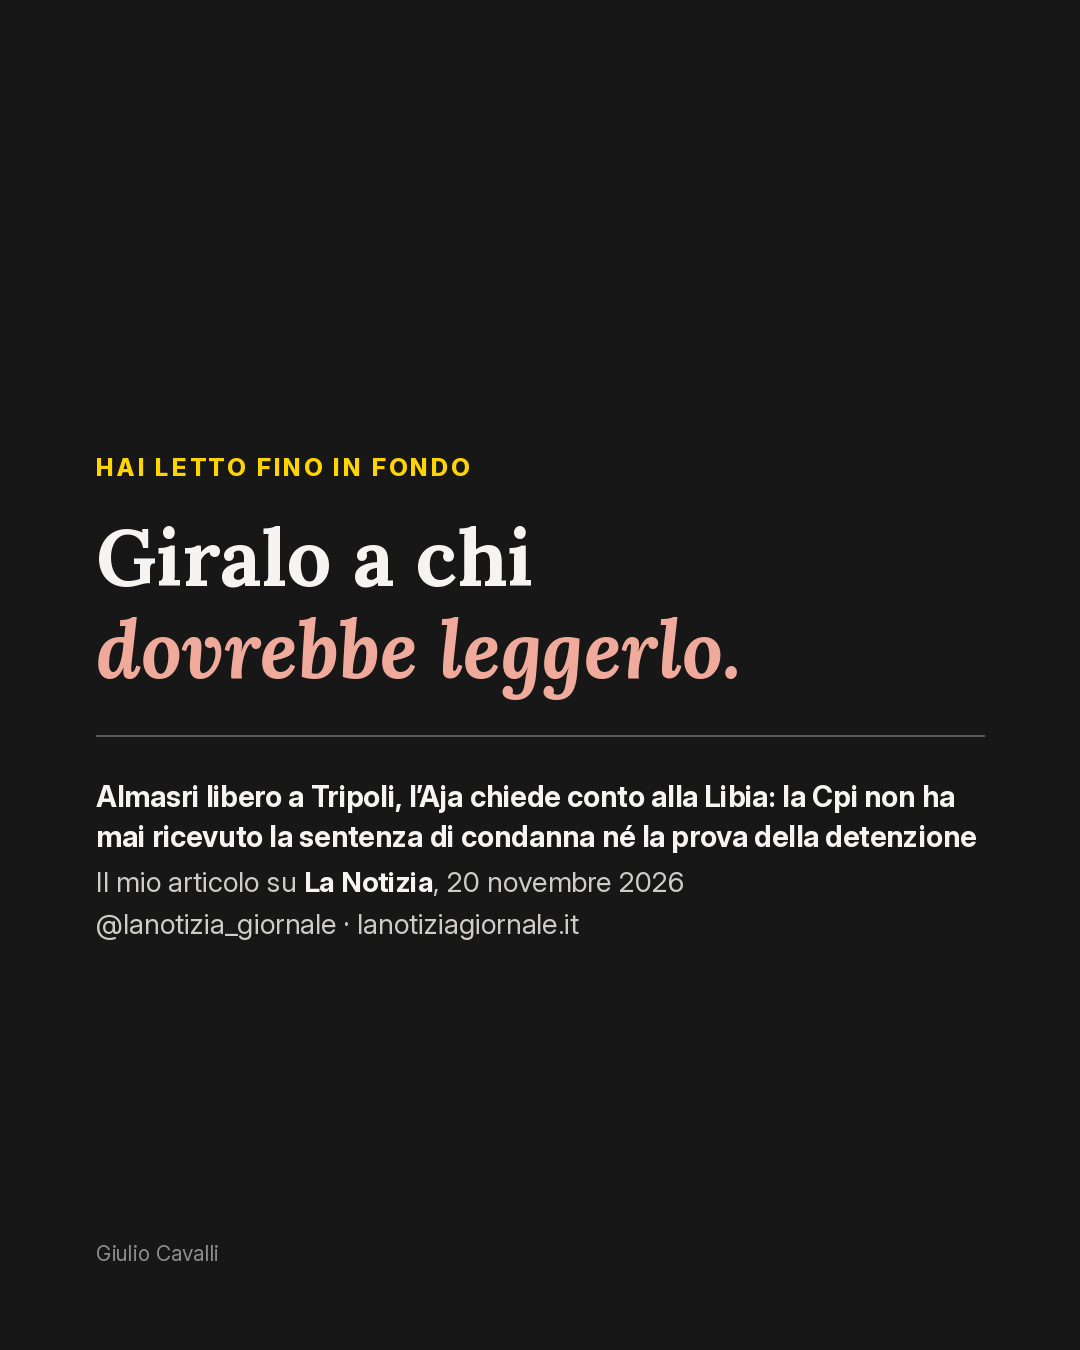 HAI LETTO FINO IN FONDO
Giralo a chi
dovrebbe leggerlo.
Almasri libero a Tripoli, l’Aja chiede conto alla Libia: la Cpi non ha
mai ricevuto la sentenza di condanna né la prova della detenzione
Il mio articolo su La Notizia, 20 novembre 2026
@lanotizia_giornale · lanotiziagiornale.it
Giulio Cavalli